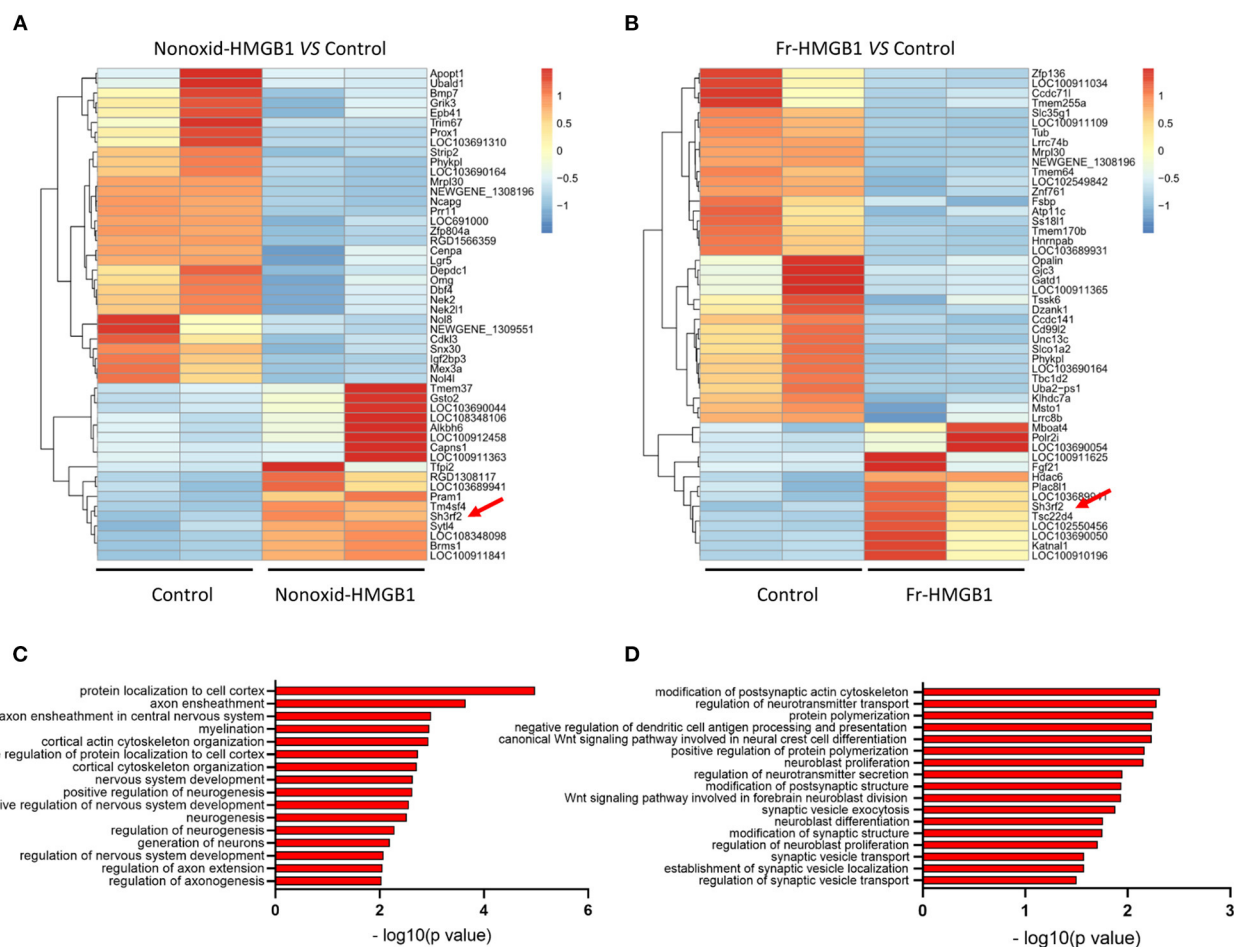 A
Nonoxid-HMGB1 VS Control
Apopt1
Ubald1
Bmp7
Grik3
Epb41
Trim67
Prox1
LOC103691310
Strip2
Phykpl
LOC103690164
Mrpl30
NEWGENE_1308196
Ncapg
Prr11
LOC691000
Zfp804a
RGD1566359
Cenpa
Lgr5
Depdc1
Omg
Dbf4
Nek2
Nek2l1
Nol8
NEWGENE_1309551
Cdkl3
Snx30
Igf2bp3
Mex3a
Nol4l
Tmem37
Gsto2
LOC103690044
LOC108348106
Alkbh6
LOC100912458
Capns1
LOC100911363
Tfpi2
RGD1308117
LOC103689941
Pram1
Tm4sf4
Sh3rf2
Sytl4
LOC108348098
Brms1
LOC100911841
1
0.5
0
−0.5
−1
Control
Nonoxid-HMGB1
B
Fr-HMGB1 VS Control
Zfp136
LOC100911034
Ccdc71l
Tmem255a
Slc35g1
LOC100911109
Tub
Lrrc74b
Mrpl30
NEWGENE_1308196
Tmem64
LOC102549842
Znf761
Fsbp
Atp11c
Ss18l1
Tmem170b
Hnrnpab
LOC103689931
Opalin
Gjc3
Gatd1
LOC100911365
Tssk6
Dzank1
Ccdc141
Cd99l2
Unc13c
Slco1a2
Phykpl
LOC103690164
Tbc1d2
Uba2-ps1
Klhdc7a
Msto1
Lrrc8b
Mboat4
Polr2i
LOC103690054
LOC100911625
Fgf21
Hdac6
Plac8l1
LOC103689941
Sh3rf2
Tsc22d4
LOC102550456
LOC103690050
Katnal1
LOC100910196
1
0.5
0
−0.5
−1
Control
Fr-HMGB1
C
protein localization to cell cortex
axon ensheathment
axon ensheathment in central nervous system
myelination
cortical actin cytoskeleton organization
regulation of protein localization to cell cortex
cortical cytoskeleton organization
nervous system development
positive regulation of neurogenesis
tive regulation of nervous system development
neurogenesis
regulation of neurogenesis
generation of neurons
regulation of nervous system development
regulation of axon extension
regulation of axonogenesis
0
2
4
6
- log10(p value)
D
modification of postsynaptic actin cytoskeleton
regulation of neurotransmitter transport
protein polymerization
negative regulation of dendritic cell antigen processing and presentation
canonical Wnt signaling pathway involved in neural crest cell differentiation
positive regulation of protein polymerization
neuroblast proliferation
regulation of neurotransmitter secretion
modification of postsynaptic structure
Wnt signaling pathway involved in forebrain neuroblast division
synaptic vesicle exocytosis
neuroblast differentiation
modification of synaptic structure
regulation of neuroblast proliferation
synaptic vesicle transport
establishment of synaptic vesicle localization
regulation of synaptic vesicle transport
0
1
2
3
- log10(p value)